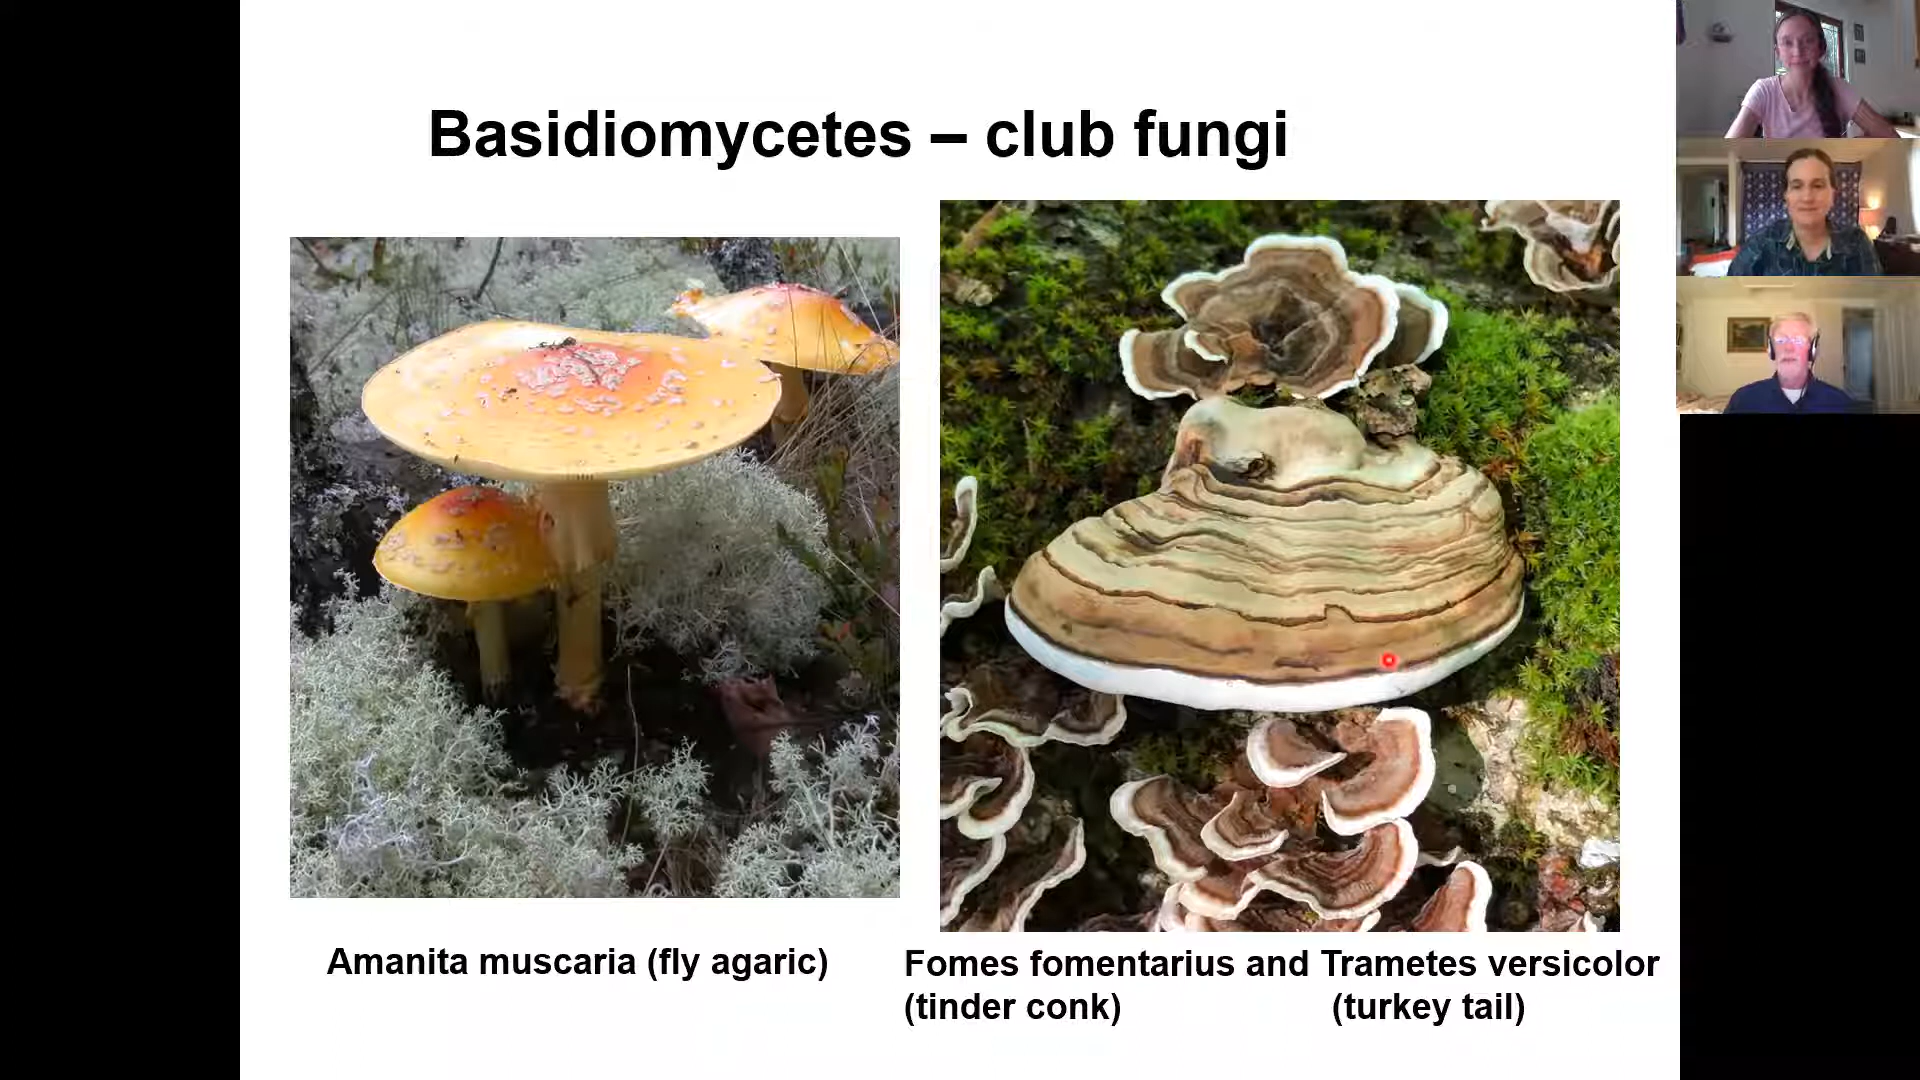 Basidiomycetes – club fungi
Amanita muscaria (fly agaric)
Fomes fomentarius and Trametes versicolor
(tinder conk) (turkey tail)